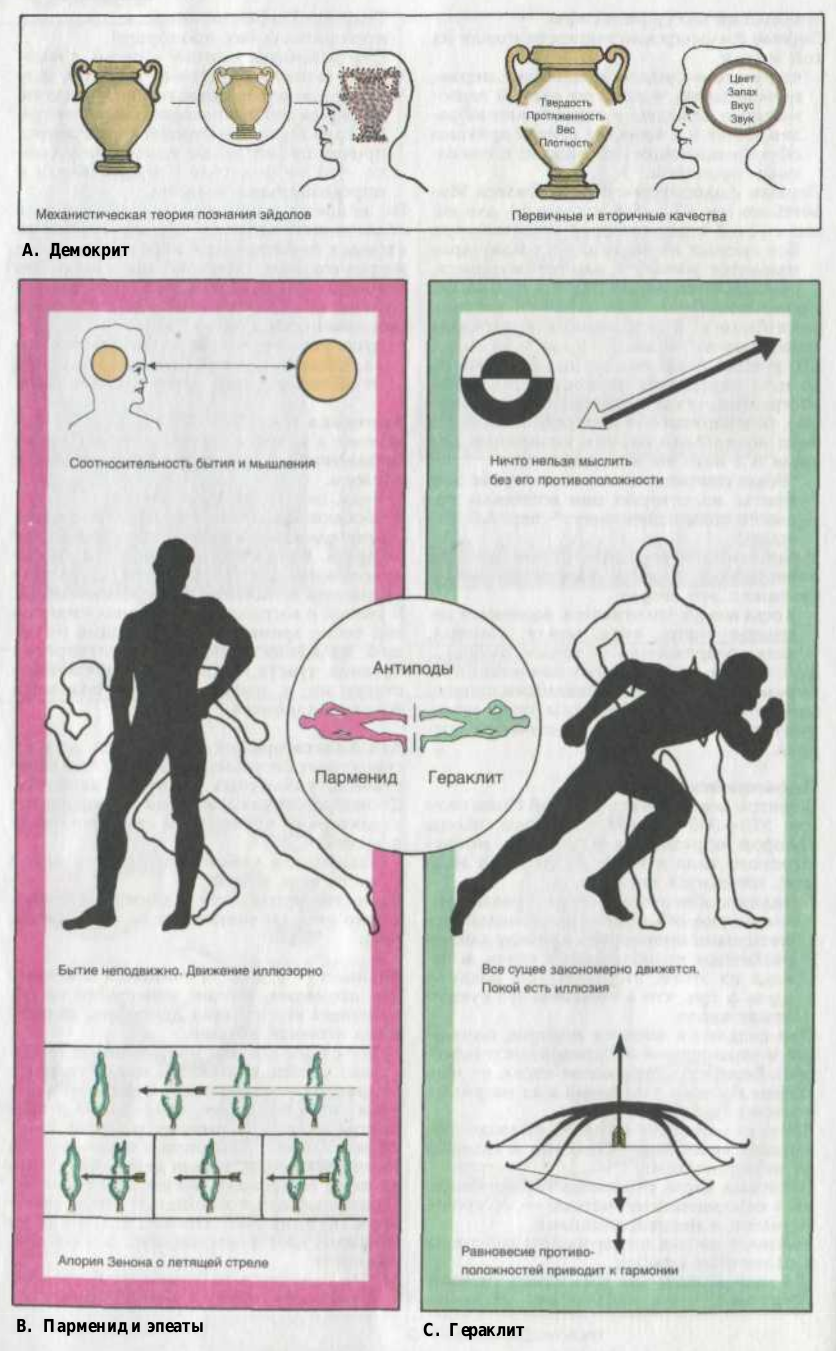 Цвет
Запах
Вкус
Звук
Твердость
Протяженность
Вес
Плотность
Механистическая теория познания эйдолов
Первичные и вторичные качества
А. Демокрит
Соотносительность бытия и мышления
Ничто нельзя мыслить
без его противоположности
Антиподы
Парменид
Гераклит
Бытие неподвижно. Движение иллюзорно
Все сущее закономерно движется.
Покой есть иллюзия
Апория Зенона о летящей стреле
Равновесие противо-
положностей приводит к гармонии
В. Парменид и элеаты
С. Гераклит